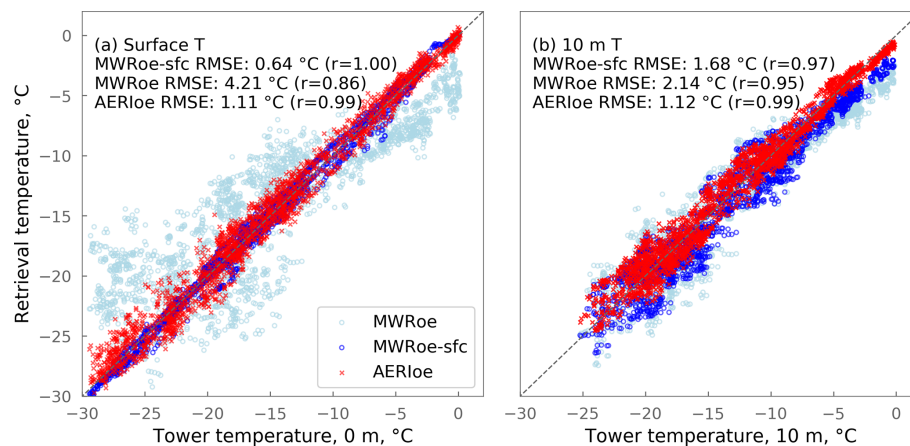 (a) Surface T
MWRoe-sfc RMSE: 0.64 °C (r=1.00)
MWRoe RMSE: 4.21 °C (r=0.86)
AERIoe RMSE: 1.11 °C (r=0.99)
(b) 10 m T
MWRoe-sfc RMSE: 1.68 °C (r=0.97)
MWRoe RMSE: 2.14 °C (r=0.95)
AERIoe RMSE: 1.12 °C (r=0.99)
Retrieval temperature, °C
0
−5
−10
−15
−20
−25
−30
MWRoe
MWRoe-sfc
AERIoe
−30 −25 −20 −15 −10 −5 0
Tower temperature, 0 m, °C
−30 −25 −20 −15 −10 −5 0
Tower temperature, 10 m, °C